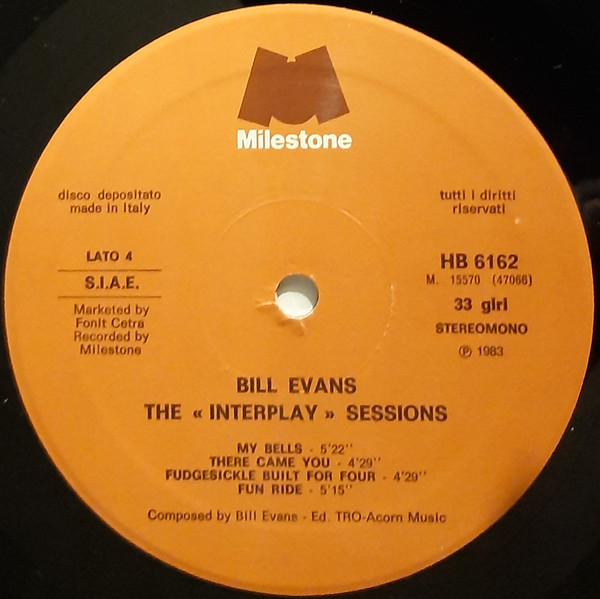 Milestone
disco depositato
made in Italy
tutti i diritti
riservati
LATO 4
S.I.A.E.
Marketed by
Fonit Cetra
Recorded by
Milestone
HB 6162
M. 15570 (47066)
33 giri
STEREOMONO
℗ 1983
BILL EVANS
THE « INTERPLAY » SESSIONS
MY BELLS - 5'22''
THERE CAME YOU - 4'29''
FUDGESICKLE BUILT FOR FOUR - 4'29''
FUN RIDE - 5'15''
Composed by Bill Evans - Ed. TRO-Acorn Music